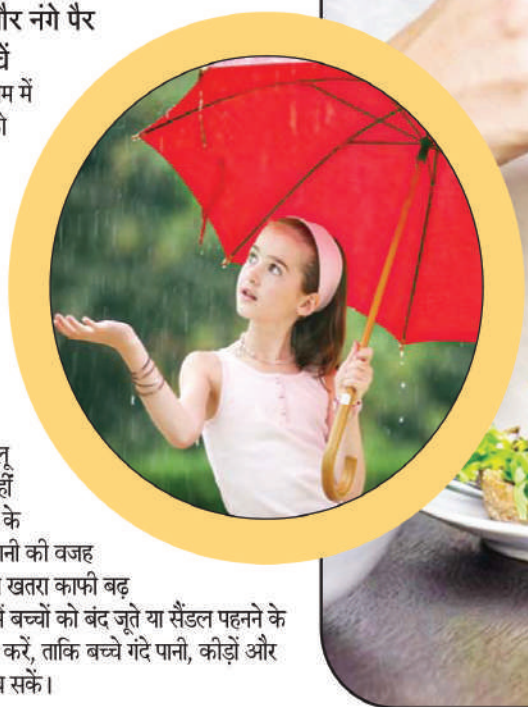 और नंगे पैर
में
लू
के
पानी की वजह
खतरा काफी बढ़
में बच्चों को बंद जूते या सैंडल पहनने के
करें, ताकि बच्चे गंदे पानी, कीड़ों और
सकें।